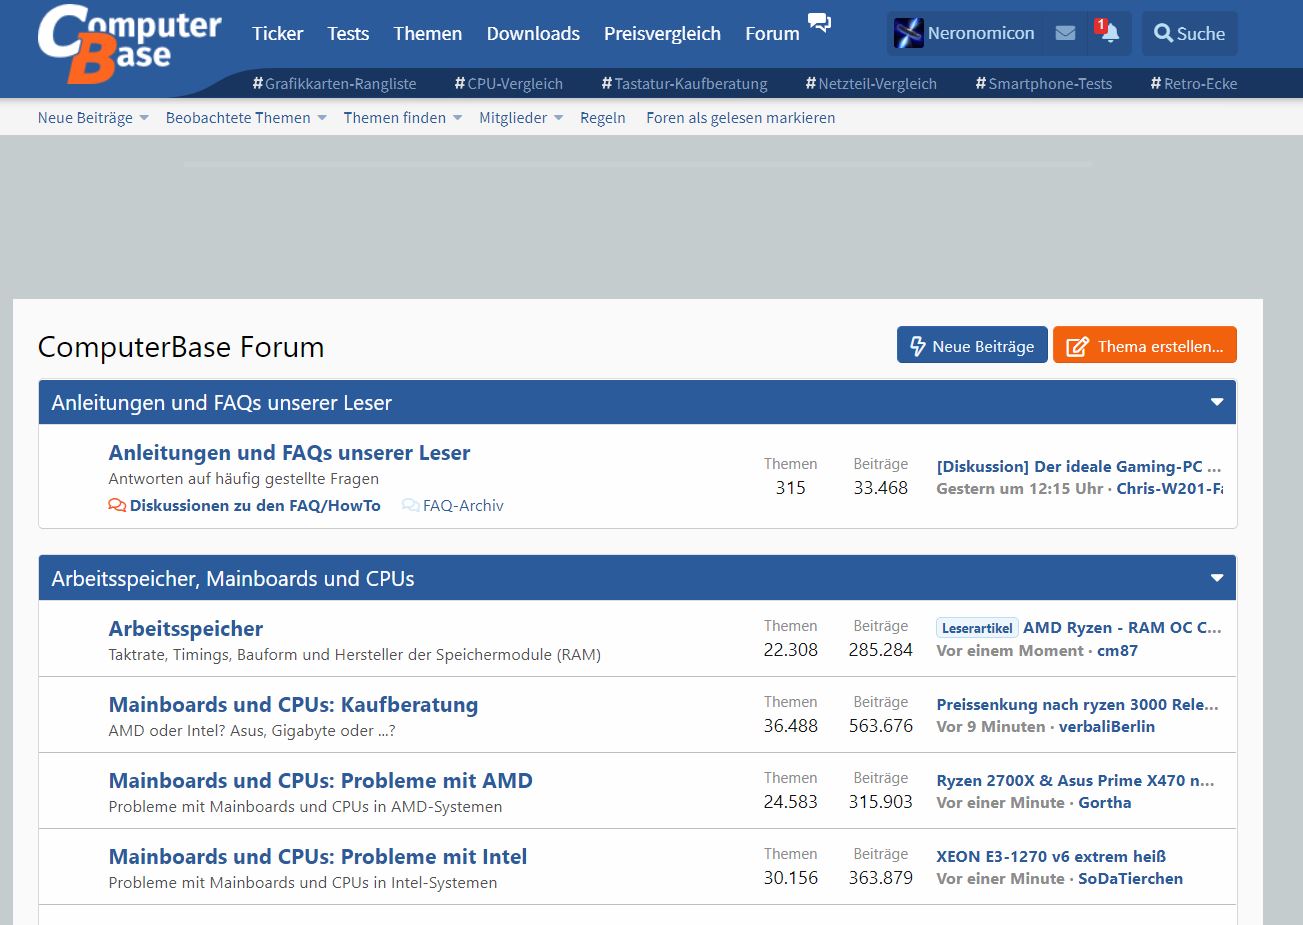 ComputerBase
Ticker Tests Themen Downloads Preisvergleich Forum Neronomicon 1 Suche
#Grafikkarten-Rangliste #CPU-Vergleich #Tastatur-Kaufberatung #Netzteil-Vergleich #Smartphone-Tests #Retro-Ecke
Neue Beiträge Beobachtete Themen Themen finden Mitglieder Regeln Foren als gelesen markieren
ComputerBase Forum Neue Beiträge Thema erstellen...
Anleitungen und FAQs unserer Leser
Anleitungen und FAQs unserer Leser
Antworten auf häufig gestellte Fragen
Diskussionen zu den FAQ/HowTo FAQ-Archiv
Themen Beiträge
315 33.468
[Diskussion] Der ideale Gaming-PC ...
Gestern um 12:15 Uhr · Chris-W201-Fa
Arbeitsspeicher, Mainboards und CPUs
Arbeitsspeicher
Taktrate, Timings, Bauform und Hersteller der Speichermodule (RAM)
Themen Beiträge
22.308 285.284
Leserartikel AMD Ryzen - RAM OC C...
Vor einem Moment · cm87
Mainboards und CPUs: Kaufberatung
AMD oder Intel? Asus, Gigabyte oder ...?
Themen Beiträge
36.488 563.676
Preissenkung nach ryzen 3000 Rele...
Vor 9 Minuten · verbaliBerlin
Mainboards und CPUs: Probleme mit AMD
Probleme mit Mainboards und CPUs in AMD-Systemen
Themen Beiträge
24.583 315.903
Ryzen 2700X & Asus Prime X470 n...
Vor einer Minute · Gortha
Mainboards und CPUs: Probleme mit Intel
Probleme mit Mainboards und CPUs in Intel-Systemen
Themen Beiträge
30.156 363.879
XEON E3-1270 v6 extrem heiß
Vor einer Minute · SoDaTierchen